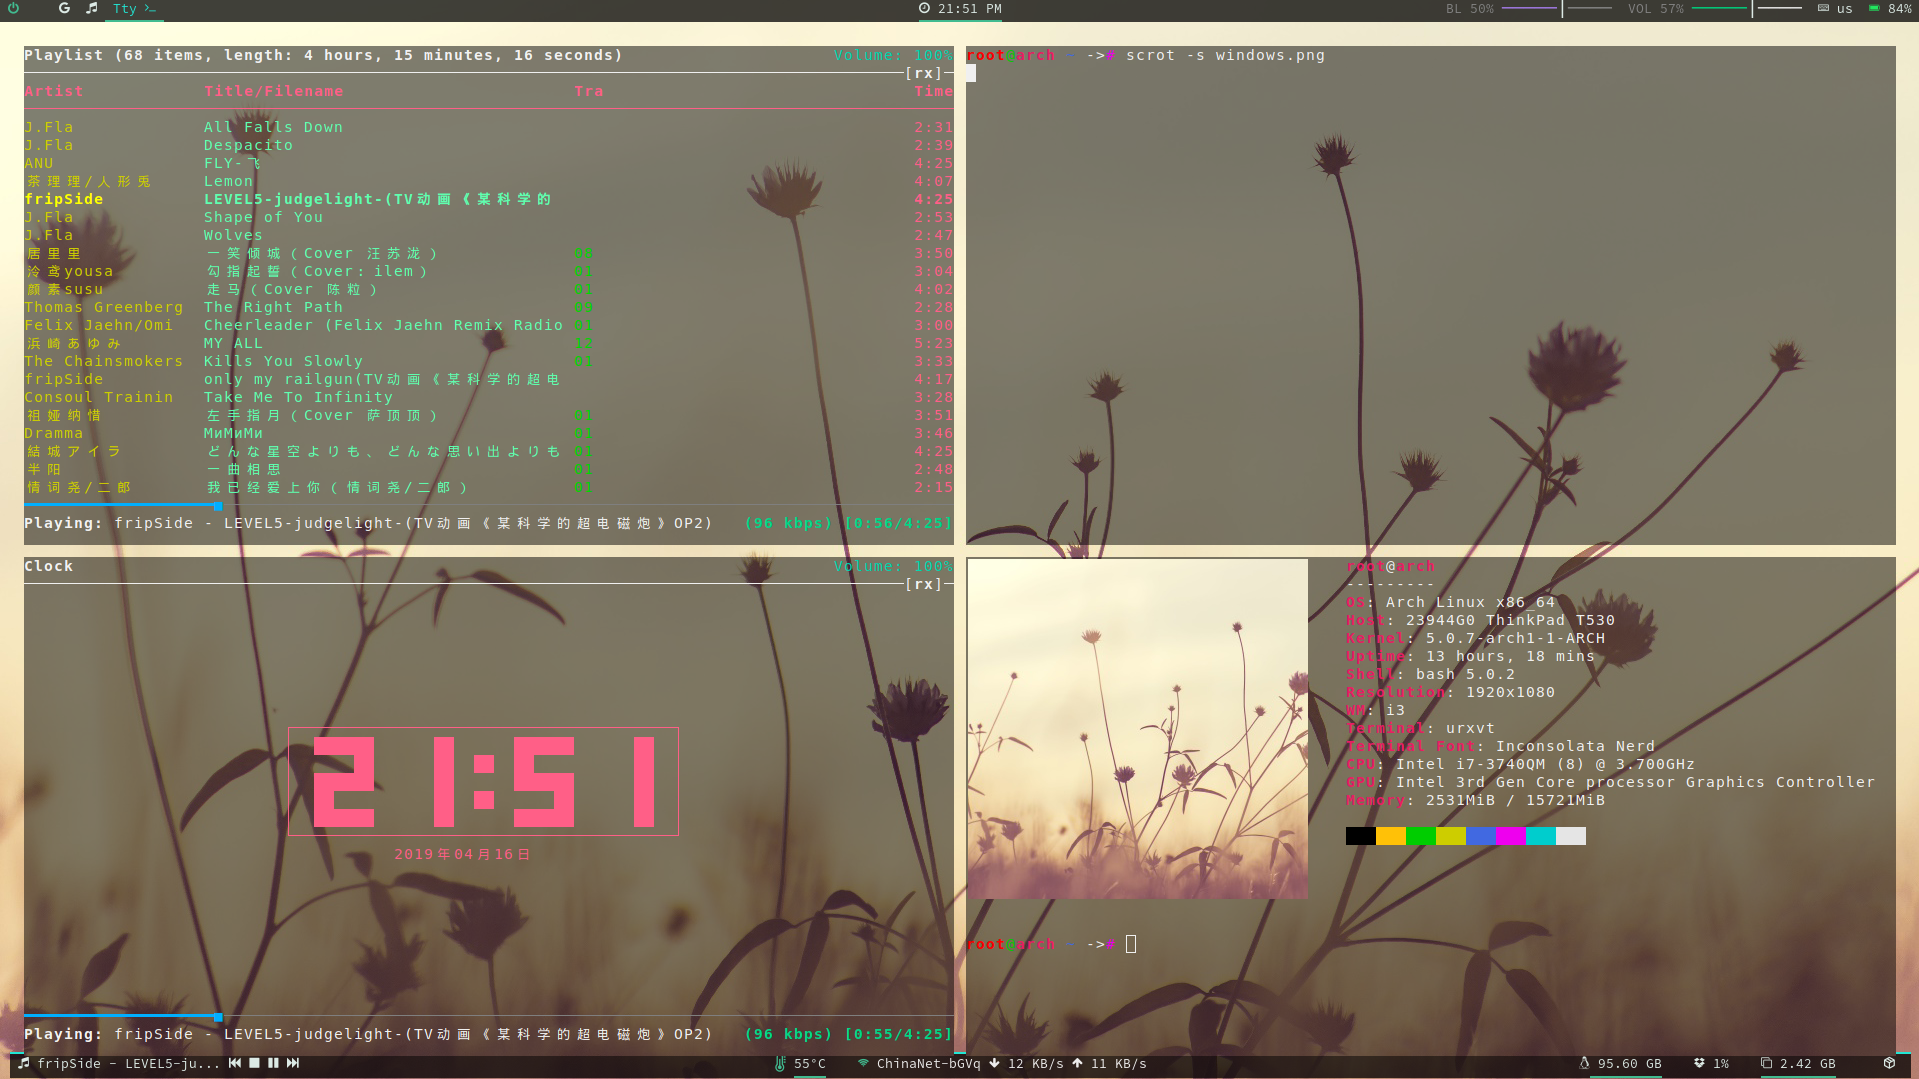 Tty >_
21:51 PM
BL 50%
VOL 57%
us
84%
Playlist (68 items, length: 4 hours, 15 minutes, 16 seconds) Volume: 100%
[rx]
Artist Title/Filename Tra Time
J.Fla All Falls Down 2:31
J.Fla Despacito 2:39
ANU FLY-飞 4:25
茶理理/人形兎 Lemon 4:07
fripSide LEVEL5-judgelight-(TV动画《某科学的 4:25
J.Fla Shape of You 2:53
J.Fla Wolves 2:47
居里里 一笑倾城(Cover 汪苏泷) 3:50
泠鸢yousa 勾指起誓(Cover:ilem) 01 3:04
颜素susu 走马(Cover 陈粒) 01 4:02
Thomas Greenberg The Right Path 2:28
Felix Jaehn/Omi Cheerleader (Felix Jaehn Remix Radio 01 3:00
浜崎あゆみ MY ALL 12 5:23
The Chainsmokers Kills You Slowly 01 3:33
fripSide only my railgun(TV动画《某科学的超电 4:17
Consoul Trainin Take Me To Infinity 3:28
祖娅纳惜 左手指月(Cover 萨顶顶) 01 3:51
Dramma МиМиМи 01 3:46
結城アイラ どんな星空よりも、どんな思い出よりも 01 4:25
半阳 一曲相思 01 2:48
情词尧/二郎 我已经爱上你(情词尧/二郎) 01 2:15
Playing: fripSide - LEVEL5-judgelight-(TV动画《某科学的超电磁炮》OP2) (96 kbps) [0:56/4:25]
root@arch ~ -># scrot -s windows.png
Clock Volume: 100%
[rx]
21:51
2019年04月16日
Playing: fripSide - LEVEL5-judgelight-(TV动画《某科学的超电磁炮》OP2) (96 kbps) [0:55/4:25]
root@arch
---------
OS: Arch Linux x86_64
Host: 23944G0 ThinkPad T530
Kernel: 5.0.7-arch1-1-ARCH
Uptime: 13 hours, 18 mins
Shell: bash 5.0.2
Resolution: 1920x1080
WM: i3
Terminal: urxvt
Terminal Font: Inconsolata Nerd
CPU: Intel i7-3740QM (8) @ 3.700GHz
GPU: Intel 3rd Gen Core processor Graphics Controller
Memory: 2531MiB / 15721MiB
root@arch ~ -#
fripSide - LEVEL5-ju...
55°C
ChinaNet-bGVq 12 KB/s 11 KB/s
95.60 GB
1%
2.42 GB